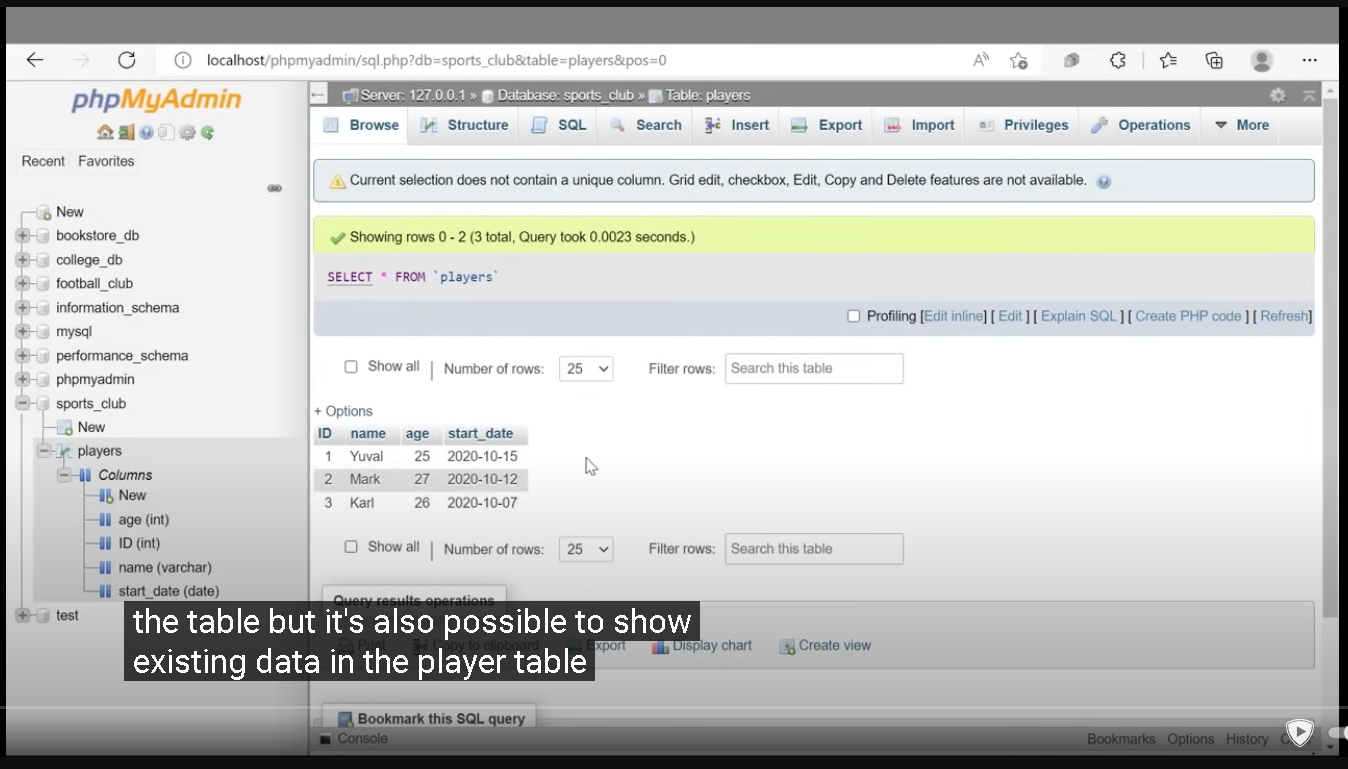 localhost/phpmyadmin/sql.php?db=sports_club&table=players&pos=0
phpMyAdmin
Recent Favorites
New
bookstore_db
college_db
football_club
information_schema
mysql
performance_schema
phpmyadmin
sports_club
New
players
Columns
New
age (int)
ID (int)
name (varchar)
start_date (date)
test
Server: 127.0.0.1 » Database: sports_club » Table: players
Browse Structure SQL Search Insert Export Import Privileges Operations More
Current selection does not contain a unique column. Grid edit, checkbox, Edit, Copy and Delete features are not available.
Showing rows 0 - 2 (3 total, Query took 0.0023 seconds.)
SELECT * FROM `players`
Profiling [Edit inline] [ Edit ] [ Explain SQL ] [ Create PHP code ] [ Refresh]
Show all | Number of rows: 25 Filter rows: Search this table
+ Options
ID name age start_date
1 Yuval 25 2020-10-15
2 Mark 27 2020-10-12
3 Karl 26 2020-10-07
Show all | Number of rows: 25 Filter rows: Search this table
Query results operations
Print Copy to clipboard Export Display chart Create view
the table but it's also possible to show
existing data in the player table
Bookmark this SQL query
Console Bookmarks Options History